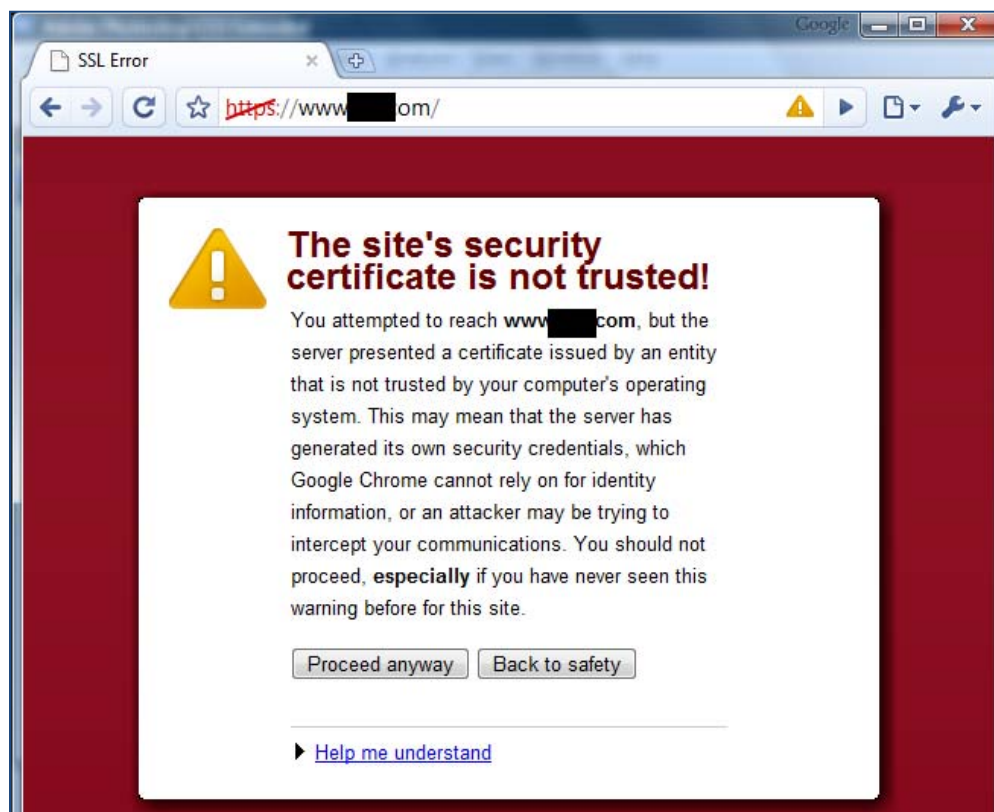 Google
SSL Error
https://www om/
The site's security
certificate is not trusted!
You attempted to reach www com, but the
server presented a certificate issued by an entity
that is not trusted by your computer's operating
system. This may mean that the server has
generated its own security credentials, which
Google Chrome cannot rely on for identity
information, or an attacker may be trying to
intercept your communications. You should not
proceed, especially if you have never seen this
warning before for this site.
Proceed anyway Back to safety
Help me understand